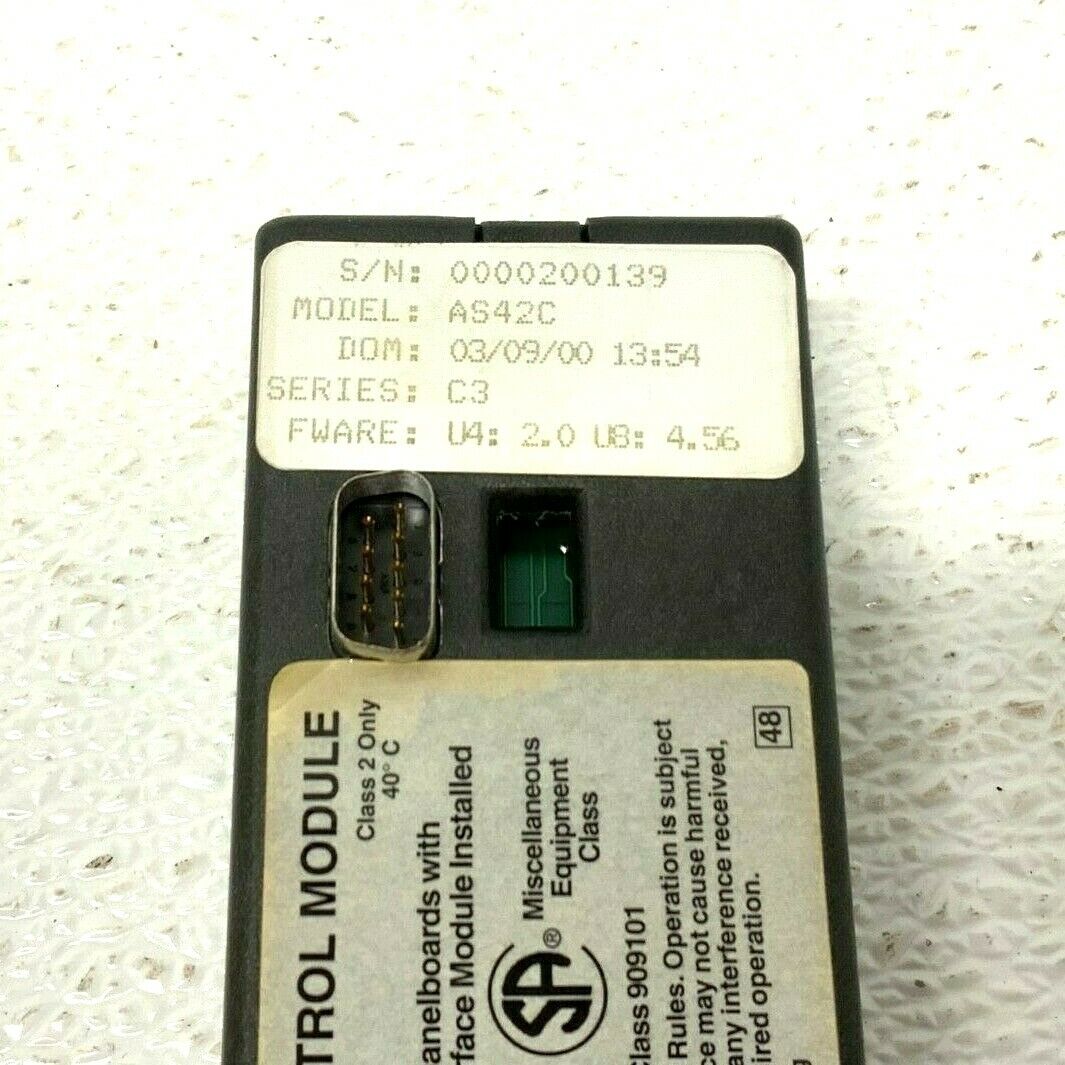 S/N: 0000200139
MODEL: AS42C
DOM: 03/09/00 13:54
SERIES: C3
FWARE: U4: 2.0 U8: 4.56
TROL MODULE
Class 2 Only
40° C
anelboards with
face Module Installed
SA ®
Miscellaneous
Equipment
Class
Class 909101
Rules. Operation is subject
ce may not cause harmful
any interference received,
ired operation.
48